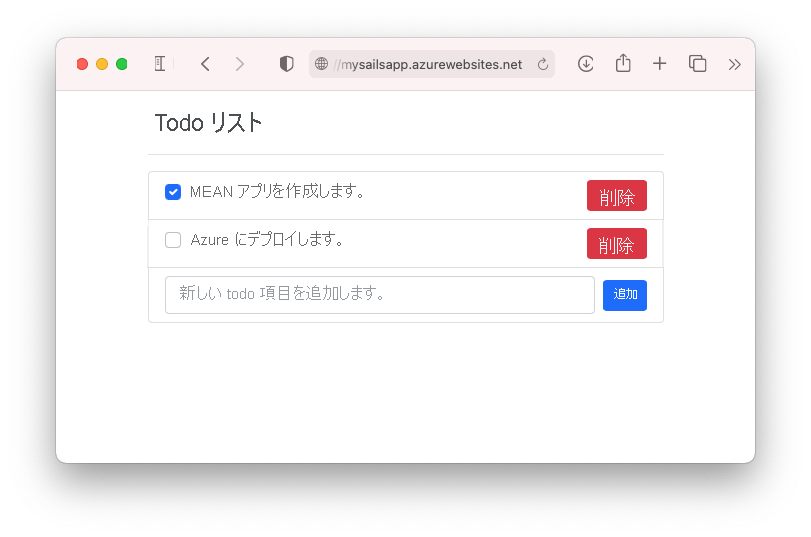 //mysailsapp.azurewebsites.net
Todo リスト
MEAN アプリを作成します。
削除
Azure にデプロイします。
削除
新しい todo 項目を追加します。
追加